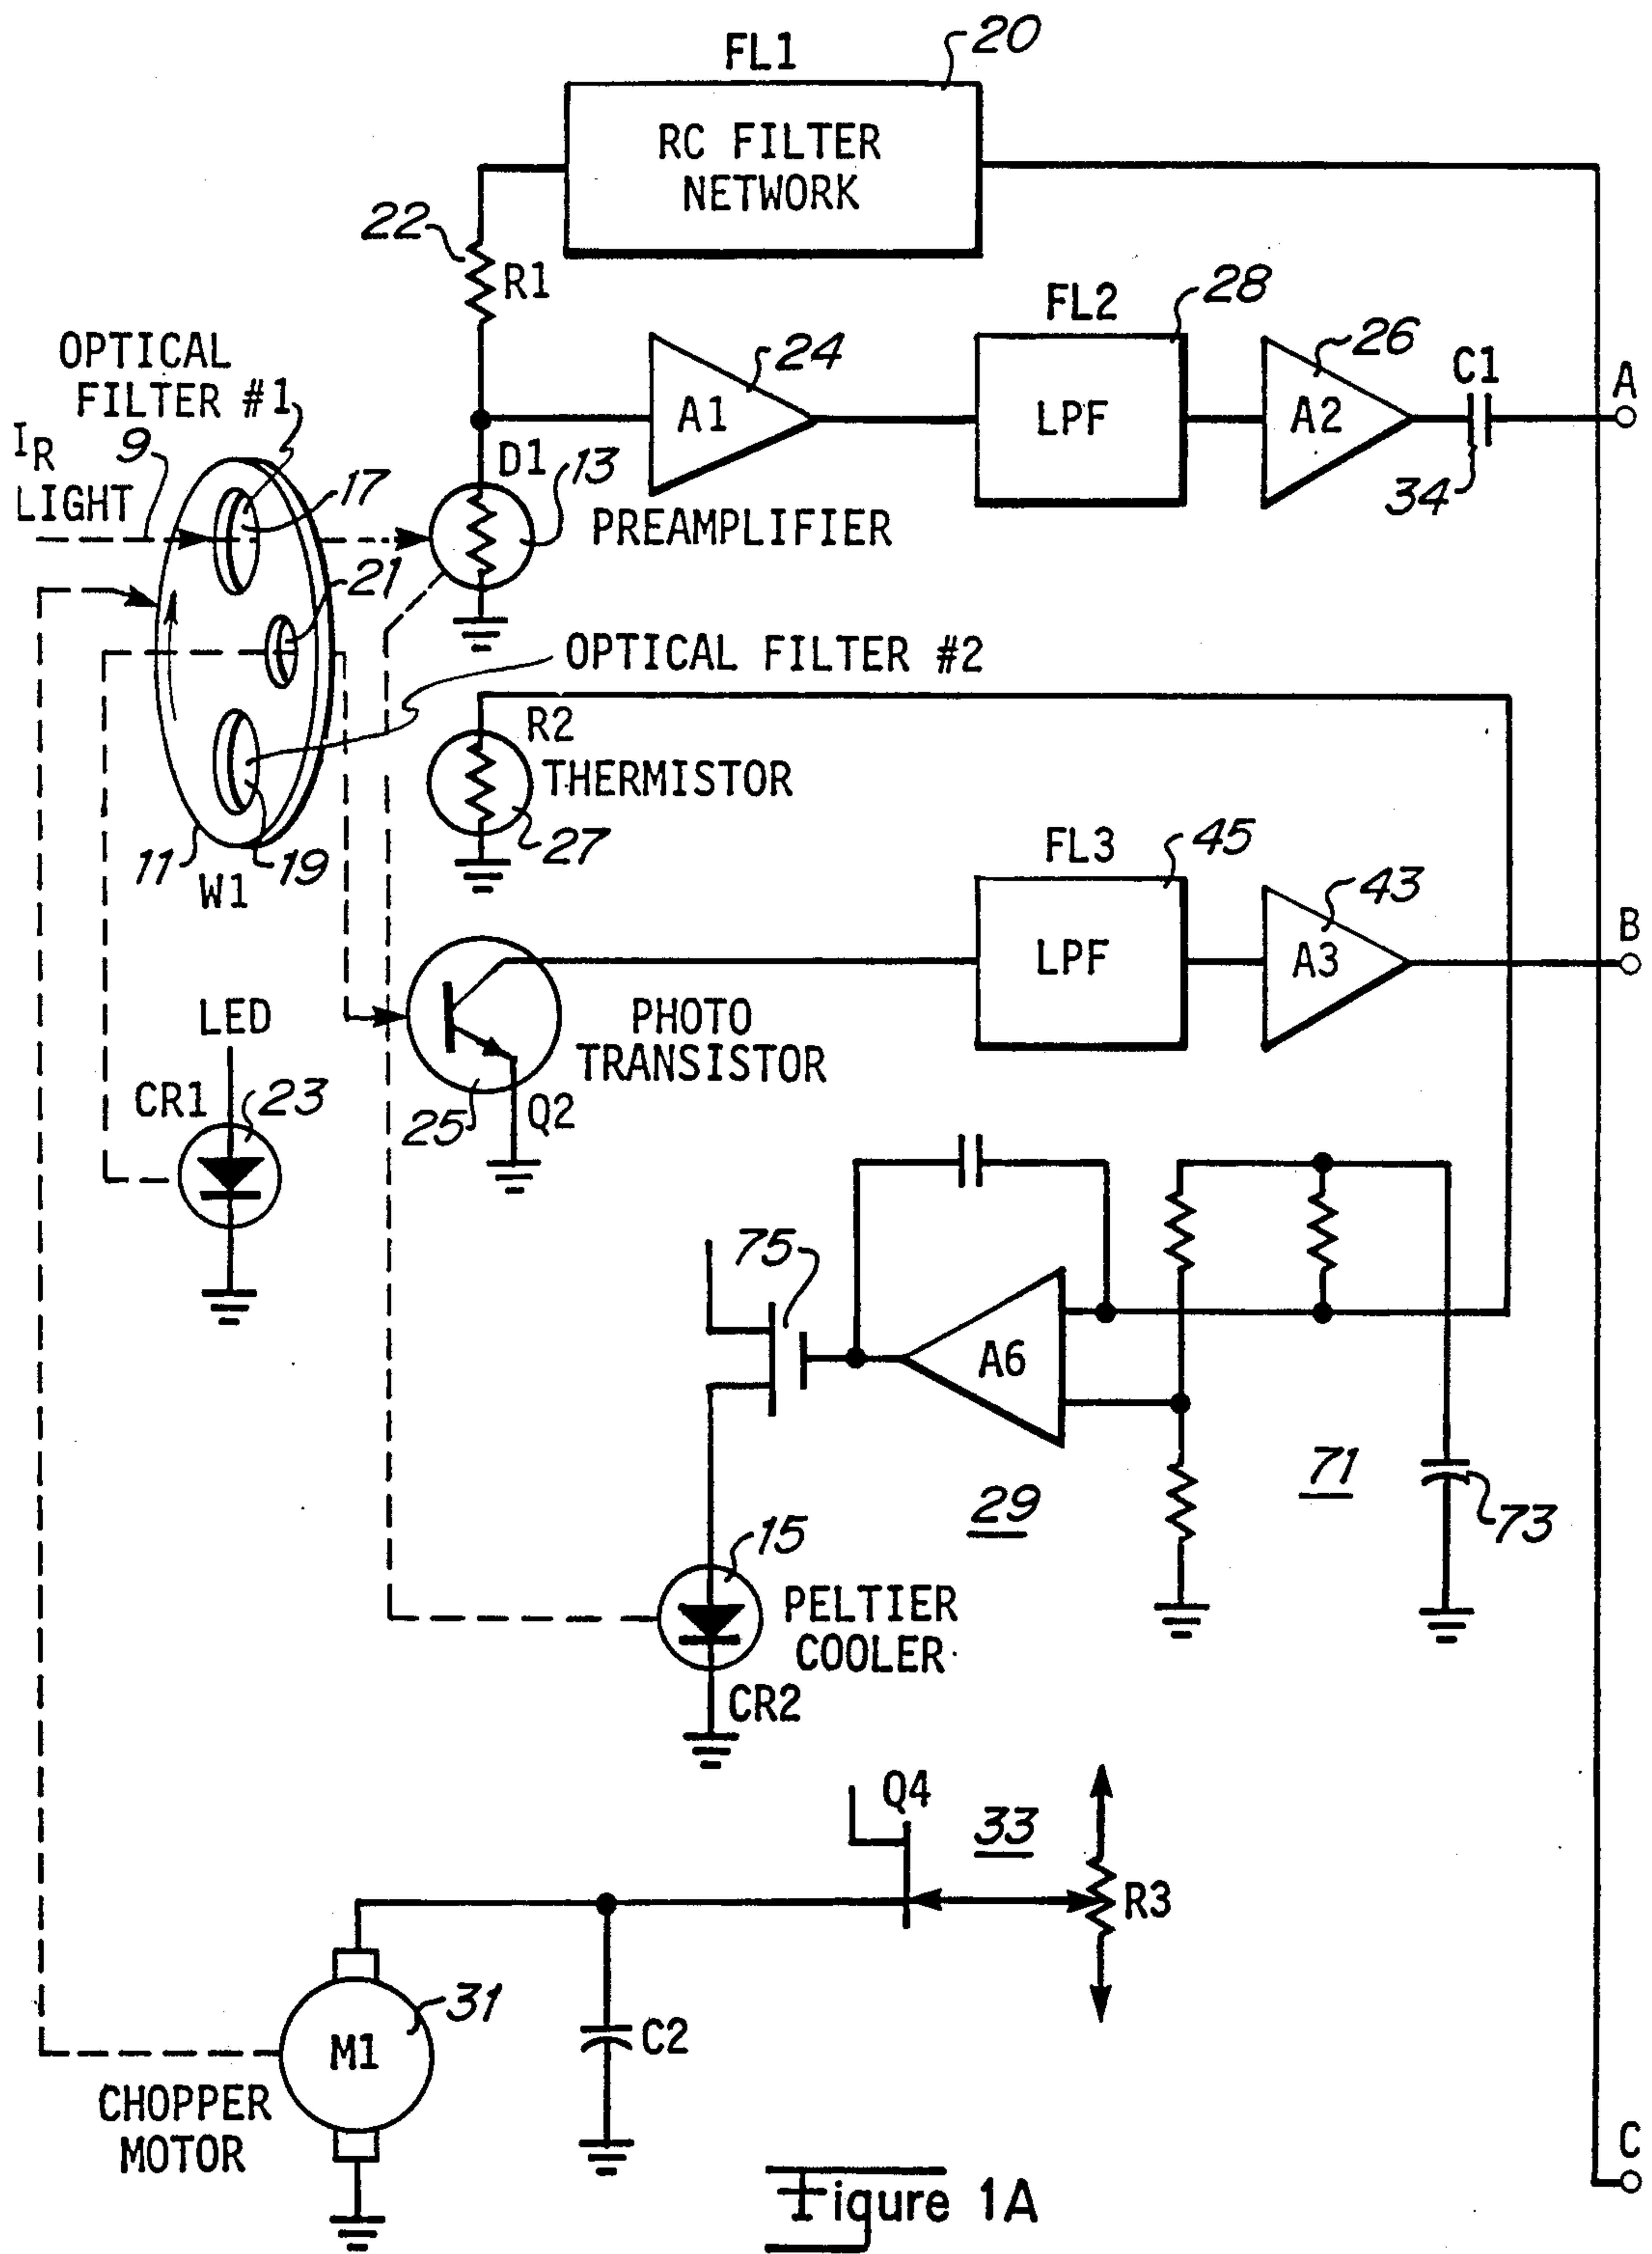 FL1
20
RC FILTER
NETWORK
22
R1
FL2
28
OPTICAL
FILTER #1
24
26
C1
A
A1
LPF
A2
34
IR
LIGHT
9
17
D1
13
PREAMPLIFIER
21
OPTICAL FILTER #2
R2
THERMISTOR
27
11
19
W1
FL3
45
43
B
LPF
A3
LED
PHOTO
TRANSISTOR
CR1
23
25
Q2
75
A6
71
29
73
15
PELTIER
COOLER
CR2
Q4
33
R3
31
M1
C2
CHOPPER
MOTOR
C
Figure 1A